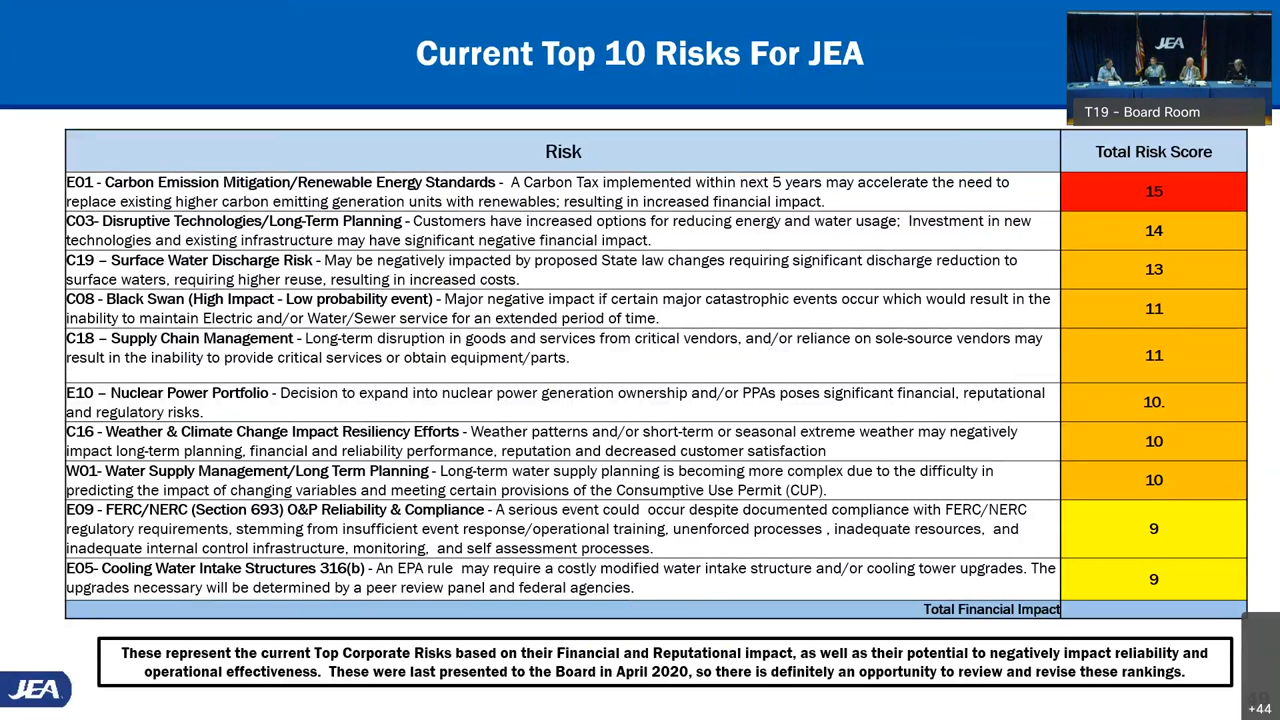 Current Top 10 Risks For JEA
JEA
T19 - Board Room
Risk
Total Risk Score
E01 - Carbon Emission Mitigation/Renewable Energy Standards - A Carbon Tax implemented within next 5 years may accelerate the need to
replace existing higher carbon emitting generation units with renewables; resulting in increased financial impact.
15
C03- Disruptive Technologies/Long-Term Planning - Customers have increased options for reducing energy and water usage; Investment in new
technologies and existing infrastructure may have significant negative financial impact.
14
C19 – Surface Water Discharge Risk - May be negatively impacted by proposed State law changes requiring significant discharge reduction to
surface waters, requiring higher reuse, resulting in increased costs.
13
C08 - Black Swan (High Impact - Low probability event) - Major negative impact if certain major catastrophic events occur which would result in the
inability to maintain Electric and/or Water/Sewer service for an extended period of time.
11
C18 – Supply Chain Management - Long-term disruption in goods and services from critical vendors, and/or reliance on sole-source vendors may
result in the inability to provide critical services or obtain equipment/parts.
11
E10 – Nuclear Power Portfolio - Decision to expand into nuclear power generation ownership and/or PPAs poses significant financial, reputational
and regulatory risks.
10.
C16 - Weather & Climate Change Impact Resiliency Efforts - Weather patterns and/or short-term or seasonal extreme weather may negatively
impact long-term planning, financial and reliability performance, reputation and decreased customer satisfaction
10
W01- Water Supply Management/Long Term Planning - Long-term water supply planning is becoming more complex due to the difficulty in
predicting the impact of changing variables and meeting certain provisions of the Consumptive Use Permit (CUP).
10
E09 - FERC/NERC (Section 693) O&P Reliability & Compliance - A serious event could occur despite documented compliance with FERC/NERC
regulatory requirements, stemming from insufficient event response/operational training, unenforced processes , inadequate resources, and
inadequate internal control infrastructure, monitoring, and self assessment processes.
9
E05- Cooling Water Intake Structures 316(b) - An EPA rule may require a costly modified water intake structure and/or cooling tower upgrades. The
upgrades necessary will be determined by a peer review panel and federal agencies.
9
Total Financial Impact
These represent the current Top Corporate Risks based on their Financial and Reputational impact, as well as their potential to negatively impact reliability and
operational effectiveness. These were last presented to the Board in April 2020, so there is definitely an opportunity to review and revise these rankings.
JEA
+44